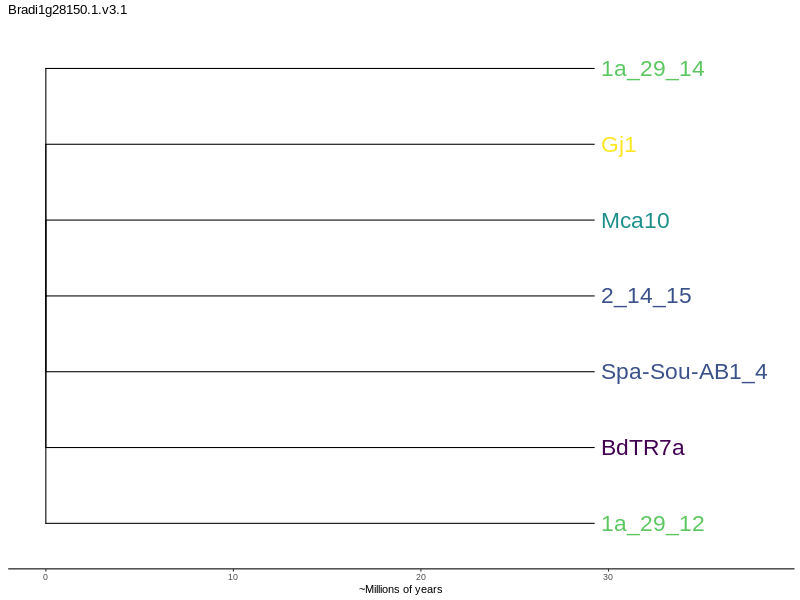 Bradi1g28150.1.v3.1
1a_29_14
Gj1
Mca10
2_14_15
Spa-Sou-AB1_4
BdTR7a
1a_29_12
0 10 20 30
~Millions of years